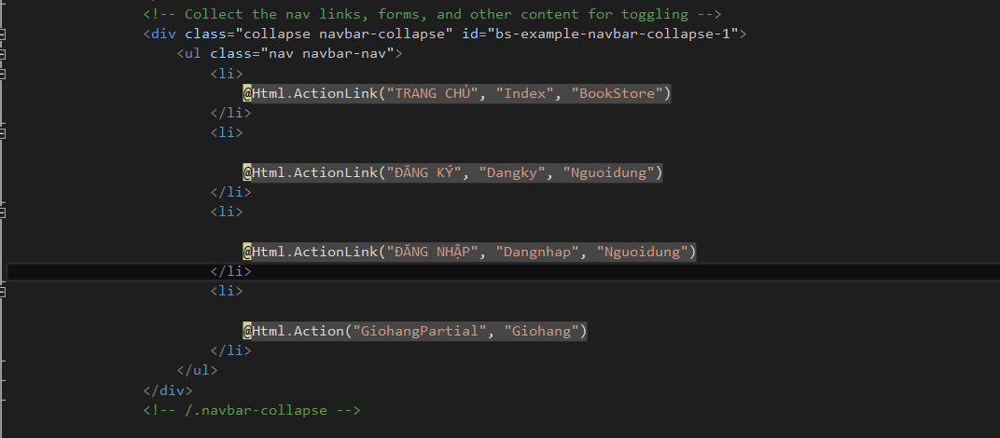 <!-- Collect the nav links, forms, and other content for toggling -->
<div class="collapse navbar-collapse" id="bs-example-navbar-collapse-1">
<ul class="nav navbar-nav">
<li>
@Html.ActionLink("TRANG CHỦ", "Index", "BookStore")
</li>
<li>
@Html.ActionLink("ĐĂNG KÝ", "Dangky", "Nguoidung")
</li>
<li>
@Html.ActionLink("ĐĂNG NHẬP", "Dangnhap", "Nguoidung")
</li>
<li>
@Html.Action("GiohangPartial", "Giohang")
</li>
</ul>
</div>
<!-- /.navbar-collapse -->